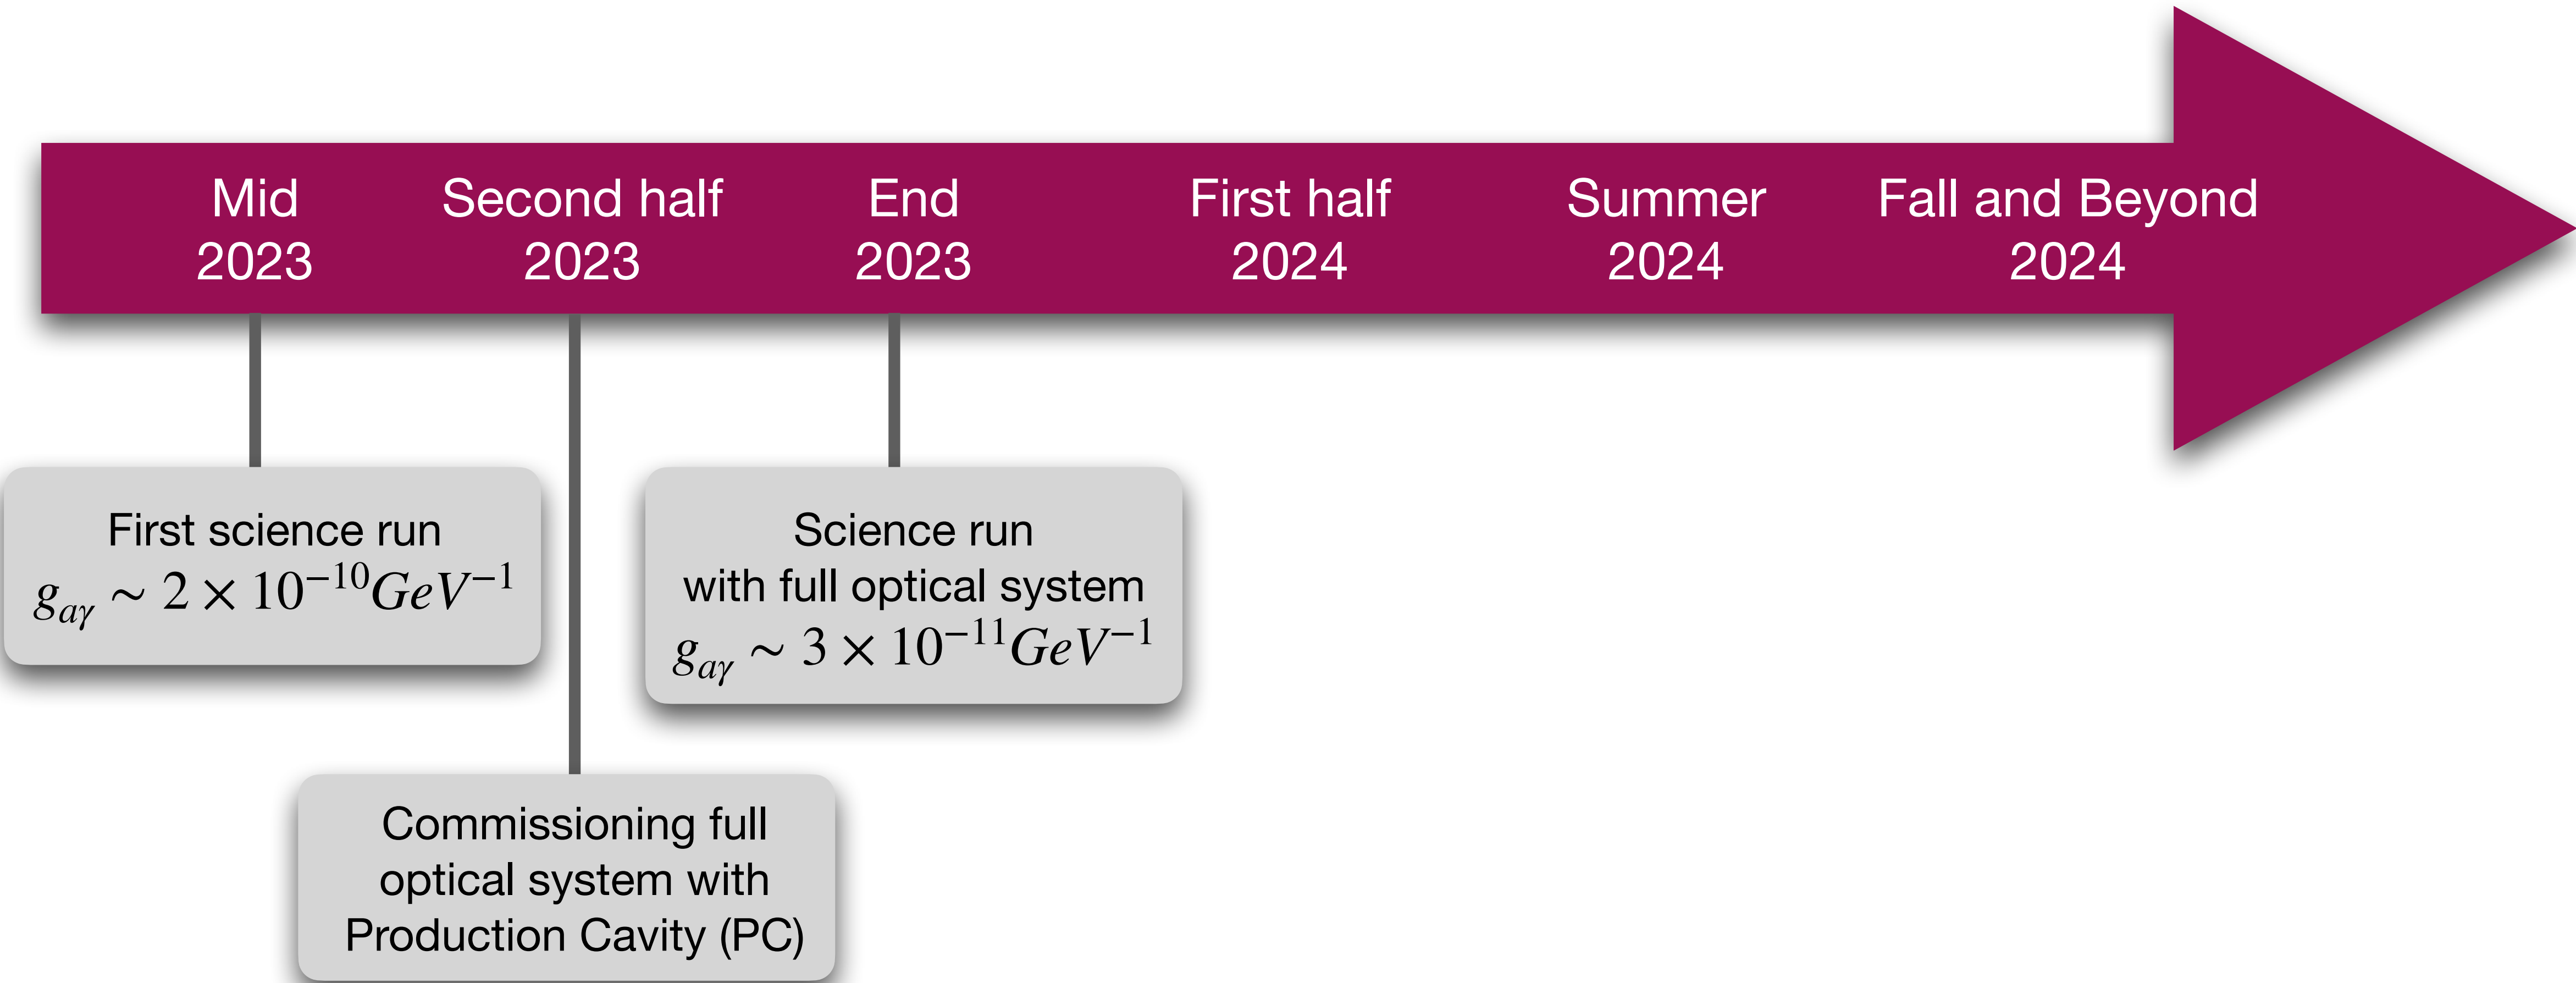 Mid
2023
Second half
2023
End
2023
First half
2024
Summer
2024
Fall and Beyond
2024
First science run
g_{aγ} ∼ 2 × 10^{−10}GeV^{−1}
Science run
with full optical system
g_{aγ} ∼ 3 × 10^{−11}GeV^{−1}
Commissioning full
optical system with
Production Cavity (PC)